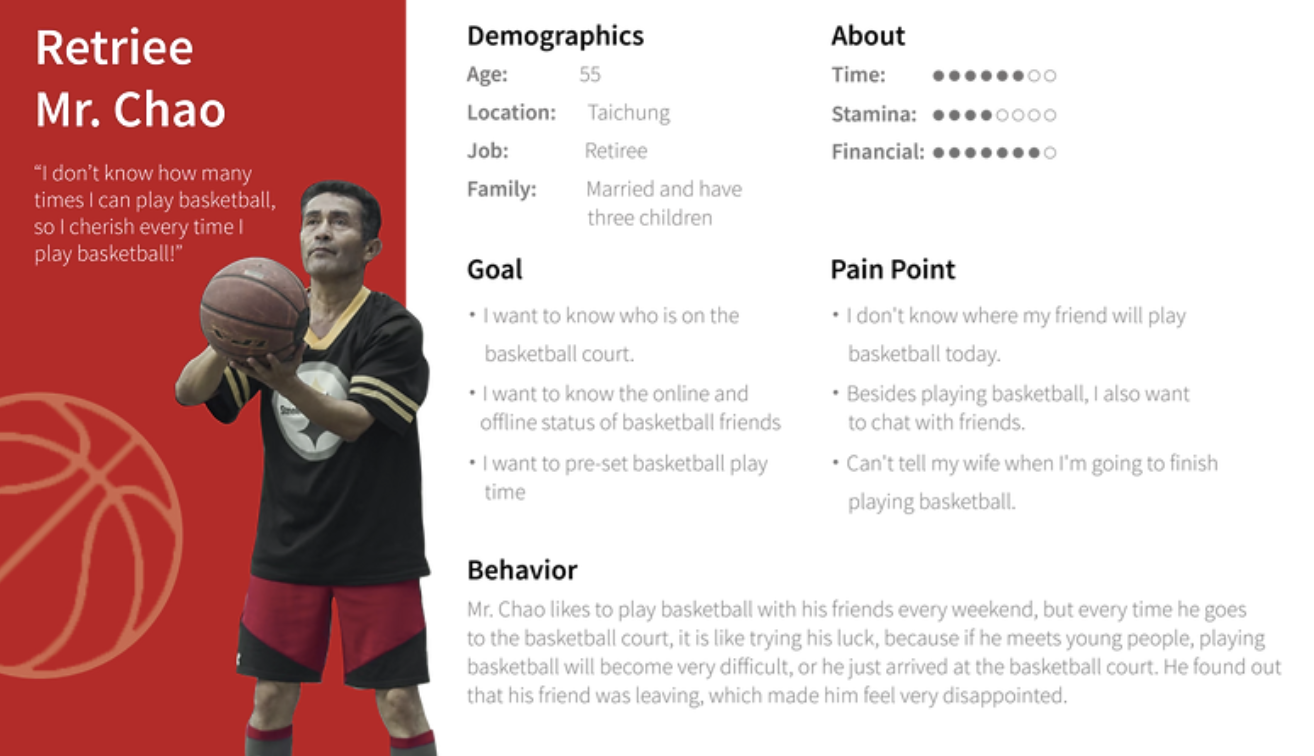 Retriee
Mr. Chao
“I don’t know how many
times I can play basketball,
so I cherish every time I
play basketball!”
Demographics
Age: 55
Location: Taichung
Job: Retiree
Family: Married and have
three children
About
Time:
Stamina:
Financial:
Goal
• I want to know who is on the
basketball court.
• I want to know the online and
offline status of basketball friends
• I want to pre-set basketball play
time
Pain Point
• I don't know where my friend will play
basketball today.
• Besides playing basketball, I also want
to chat with friends.
• Can't tell my wife when I'm going to finish
playing basketball.
Behavior
Mr. Chao likes to play basketball with his friends every weekend, but every time he goes
to the basketball court, it is like trying his luck, because if he meets young people, playing
basketball will become very difficult, or he just arrived at the basketball court. He found out
that his friend was leaving, which made him feel very disappointed.